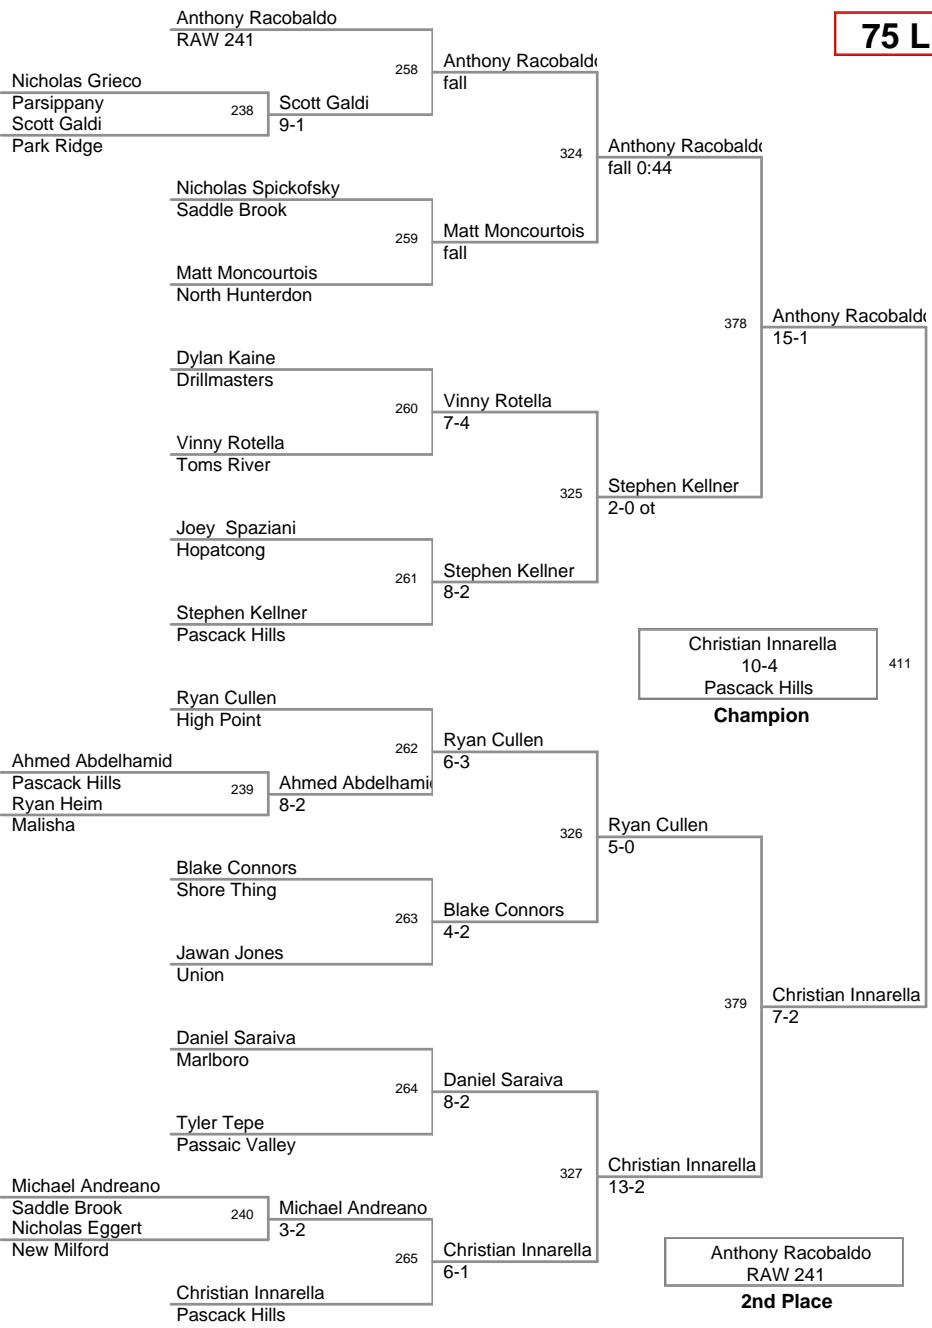 Anthony Racobaldo
RAW 241
75 L
258
Anthony Racobald
fall
Nicholas Grieco
Parsippany
238
Scott Galdi
9-1
Scott Galdi
Park Ridge
324
Anthony Racobald
fall 0:44
Nicholas Spickofsky
Saddle Brook
259
Matt Moncourtois
fall
Matt Moncourtois
North Hunterdon
378
Anthony Racobald
15-1
Dylan Kaine
Drillmasters
260
Vinny Rotella
7-4
Vinny Rotella
Toms River
325
Stephen Kellner
2-0 ot
Joey  Spaziani
Hopatcong
261
Stephen Kellner
8-2
Stephen Kellner
Pascack Hills
Christian Innarella
10-4
Pascack Hills
411
Champion
Ryan Cullen
High Point
262
Ryan Cullen
6-3
Ahmed Abdelhamid
Pascack Hills
239
Ahmed Abdelhami
8-2
Ryan Heim
Malisha
326
Ryan Cullen
5-0
Blake Connors
Shore Thing
263
Blake Connors
4-2
Jawan Jones
Union
379
Christian Innarella
7-2
Daniel Saraiva
Marlboro
264
Daniel Saraiva
8-2
Tyler Tepe
Passaic Valley
327
Christian Innarella
13-2
Michael Andreano
Saddle Brook
240
Michael Andreano
3-2
Nicholas Eggert
New Milford
265
Christian Innarella
6-1
Christian Innarella
Pascack Hills
Anthony Racobaldo
RAW 241
2nd Place